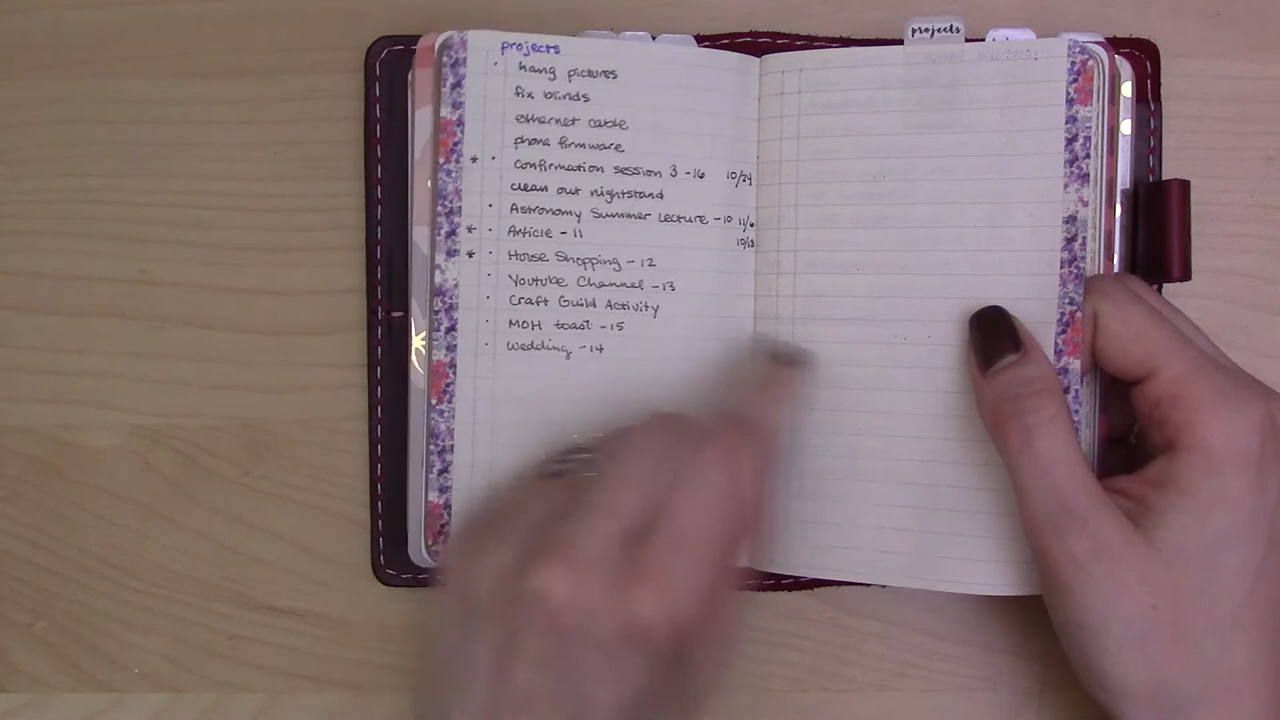 projects
projects
· hang pictures
fix blinds
ethernet cable
phone firmware
* · Confirmation session 3 -16 10/24
clean out nightstand
· Astronomy Summer Lecture -10 11/6
* · Article - 11 10/13
* · House Shopping - 12
· Youtube Channel - 13
· Craft Guild Activity
· MOH toast -15
· Wedding -14